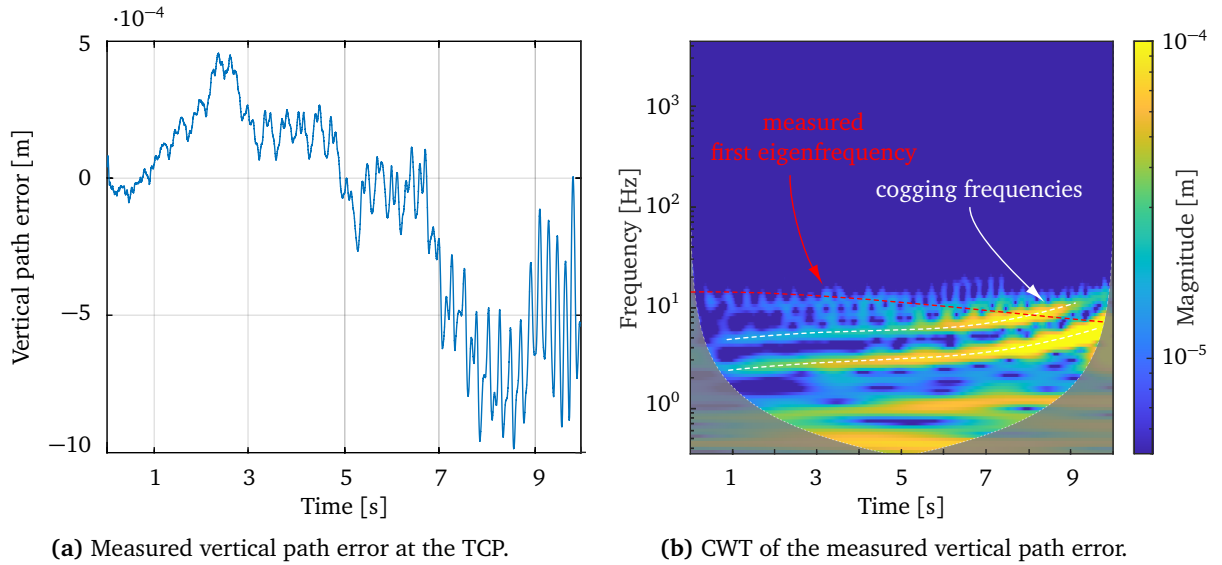 ·10⁻⁴
5
0
−5
−10
Vertical path error [m]
1 3 5 7 9
Time [s]
(a) Measured vertical path error at the TCP.
10³
10²
10¹
10⁰
Frequency [Hz]
measured
first eigenfrequency
cogging frequencies
1 3 5 7 9
Time [s]
10⁻⁴
10⁻⁵
Magnitude [m]
(b) CWT of the measured vertical path error.